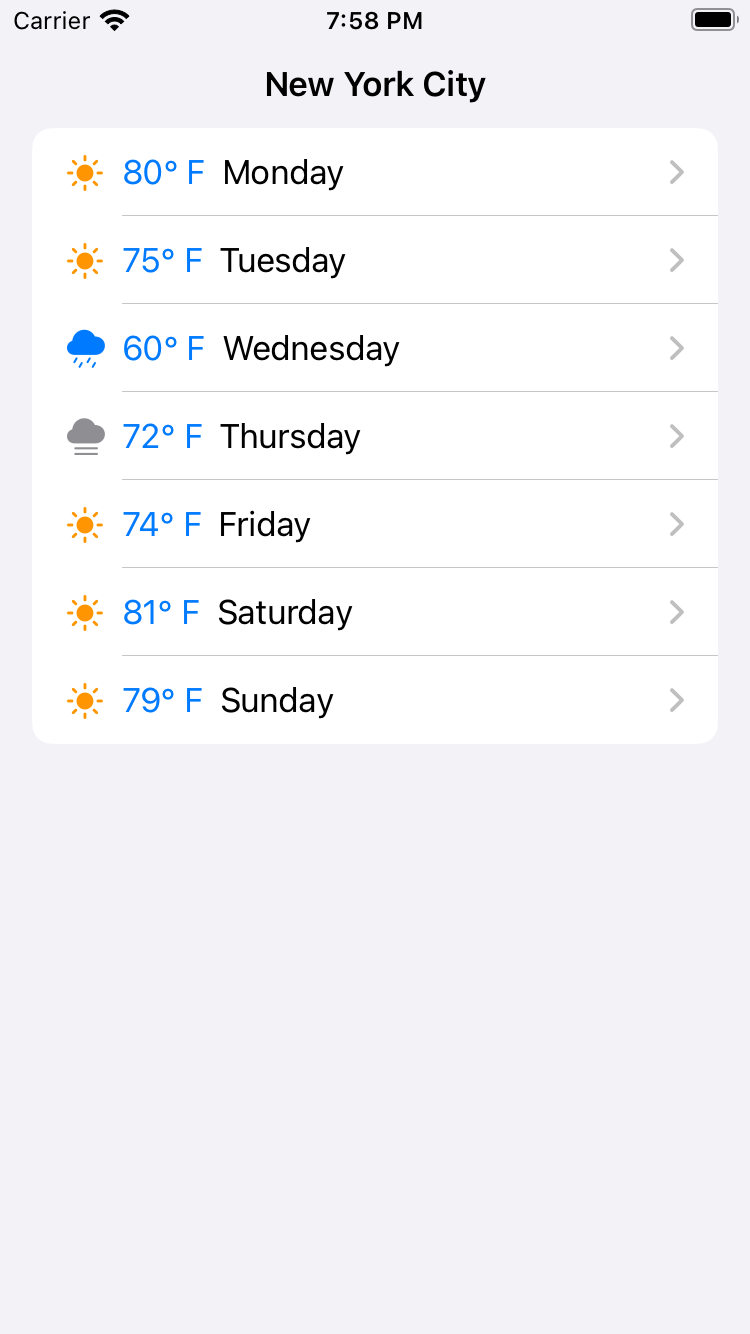 Carrier 7:58 PM
New York City
80° F Monday
75° F Tuesday
60° F Wednesday
72° F Thursday
74° F Friday
81° F Saturday
79° F Sunday